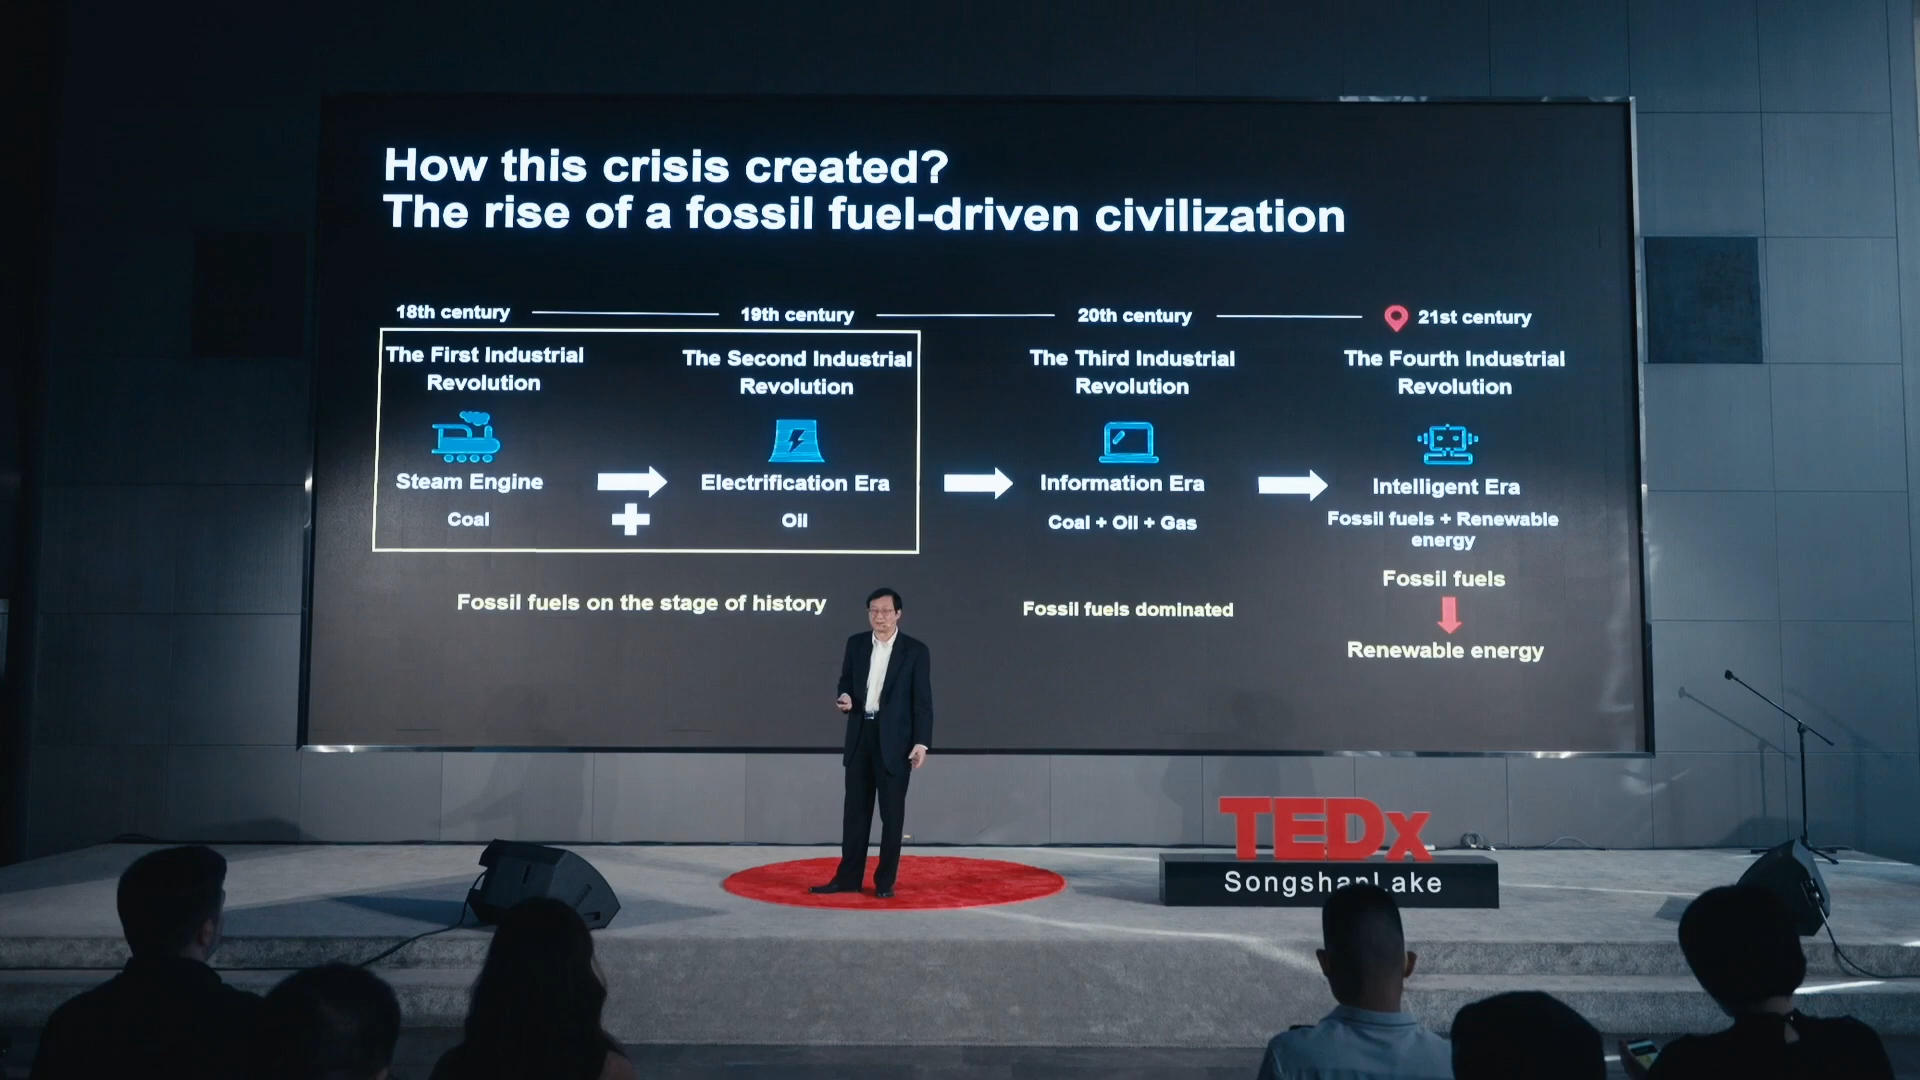 How this crisis created?
The rise of a fossil fuel-driven civilization
18th century
19th century
20th century
21st century
The First Industrial
Revolution
The Second Industrial
Revolution
The Third Industrial
Revolution
The Fourth Industrial
Revolution
Steam Engine
Electrification Era
Information Era
Intelligent Era
Coal
Oil
Coal + Oil + Gas
Fossil fuels + Renewable
energy
Fossil fuels on the stage of history
Fossil fuels dominated
Fossil fuels
Renewable energy
TEDx
SongshanLake